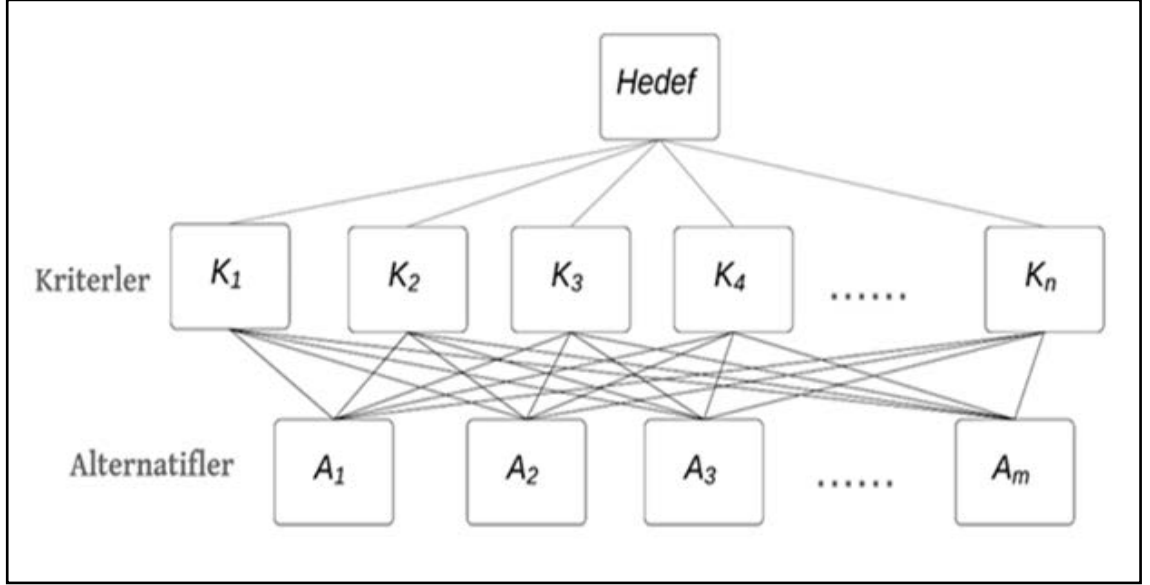 Hedef
Kriterler K1 K2 K3 K4 ...... Kn
Alternatifler A1 A2 A3 ...... Am